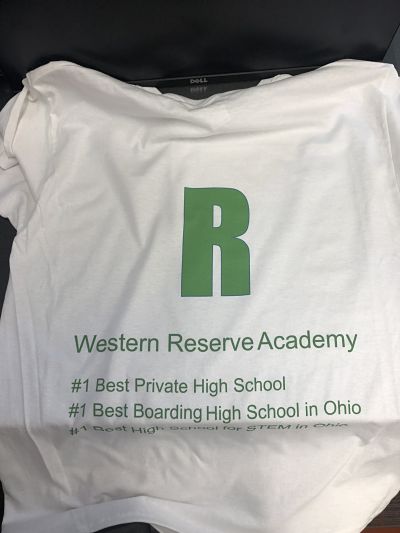 R
Western Reserve Academy
#1 Best Private High School
#1 Best Boarding High School in Ohio
#1 Best High School for STEM in Ohio
DELL